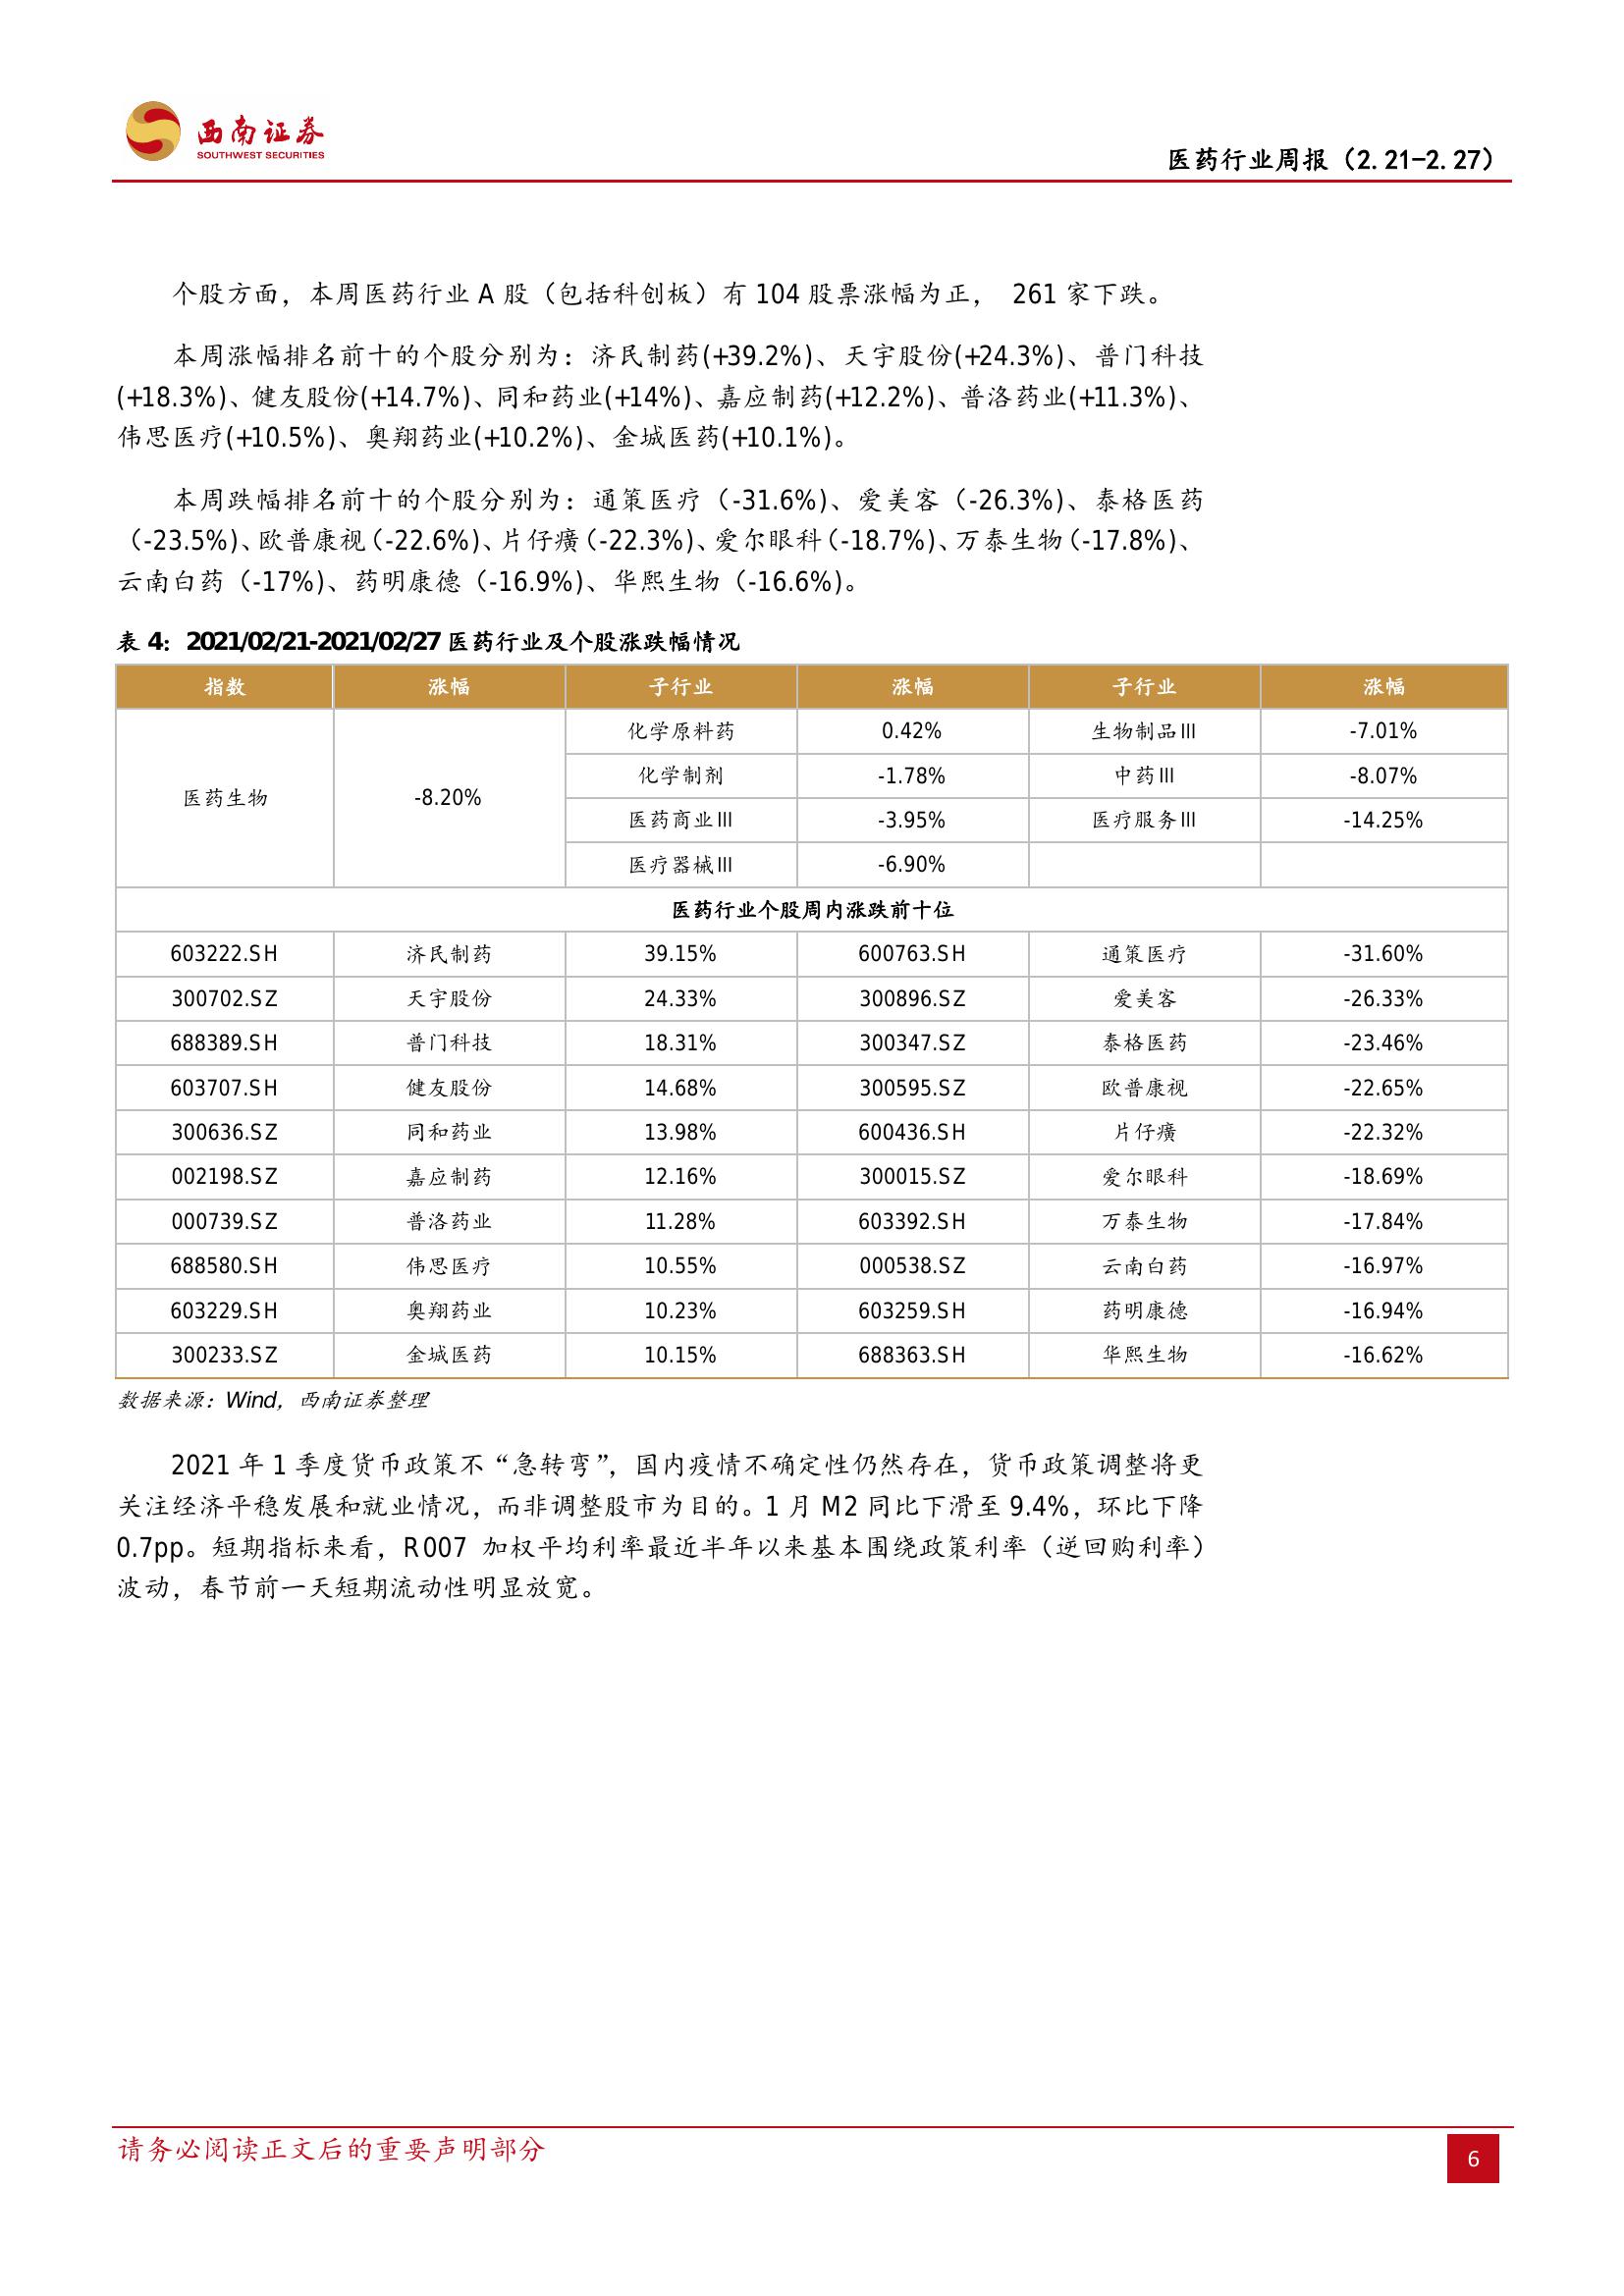 西南证券
SOUTHWEST SECURITIES
医药行业周报（2.21-2.27）
个股方面，本周医药行业 A 股（包括科创板）有 104 股票涨幅为正， 261 家下跌。
本周涨幅排名前十的个股分别为：济民制药(+39.2%)、天宇股份(+24.3%)、普门科技
(+18.3%)、健友股份(+14.7%)、同和药业(+14%)、嘉应制药(+12.2%)、普洛药业(+11.3%)、
伟思医疗(+10.5%)、奥翔药业(+10.2%)、金城医药(+10.1%)。
本周跌幅排名前十的个股分别为：通策医疗（-31.6%)、爱美客（-26.3%)、泰格医药
（-23.5%)、欧普康视（-22.6%)、片仔癀（-22.3%)、爱尔眼科（-18.7%)、万泰生物（-17.8%)、
云南白药（-17%)、药明康德（-16.9%)、华熙生物（-16.6%)。
表 4：2021/02/21-2021/02/27 医药行业及个股涨跌幅情况
指数 涨幅 子行业 涨幅 子行业 涨幅
化学原料药 0.42% 生物制品Ⅲ -7.01%
化学制剂 -1.78% 中药Ⅲ -8.07%
医药生物 -8.20%
医药商业Ⅲ -3.95% 医疗服务Ⅲ -14.25%
医疗器械Ⅲ -6.90%
医药行业个股周内涨跌前十位
603222.SH 济民制药 39.15% 600763.SH 通策医疗 -31.60%
300702.SZ 天宇股份 24.33% 300896.SZ 爱美客 -26.33%
688389.SH 普门科技 18.31% 300347.SZ 泰格医药 -23.46%
603707.SH 健友股份 14.68% 300595.SZ 欧普康视 -22.65%
300636.SZ 同和药业 13.98% 600436.SH 片仔癀 -22.32%
002198.SZ 嘉应制药 12.16% 300015.SZ 爱尔眼科 -18.69%
000739.SZ 普洛药业 11.28% 603392.SH 万泰生物 -17.84%
688580.SH 伟思医疗 10.55% 000538.SZ 云南白药 -16.97%
603229.SH 奥翔药业 10.23% 603259.SH 药明康德 -16.94%
300233.SZ 金城医药 10.15% 688363.SH 华熙生物 -16.62%
数据来源：Wind，西南证券整理
2021 年 1 季度货币政策不“急转弯”，国内疫情不确定性仍然存在，货币政策调整将更
关注经济平稳发展和就业情况，而非调整股市为目的。1 月 M2 同比下滑至 9.4%，环比下降
0.7pp。短期指标来看，R007 加权平均利率最近半年以来基本围绕政策利率（逆回购利率）
波动，春节前一天短期流动性明显放宽。
请务必阅读正文后的重要声明部分
6